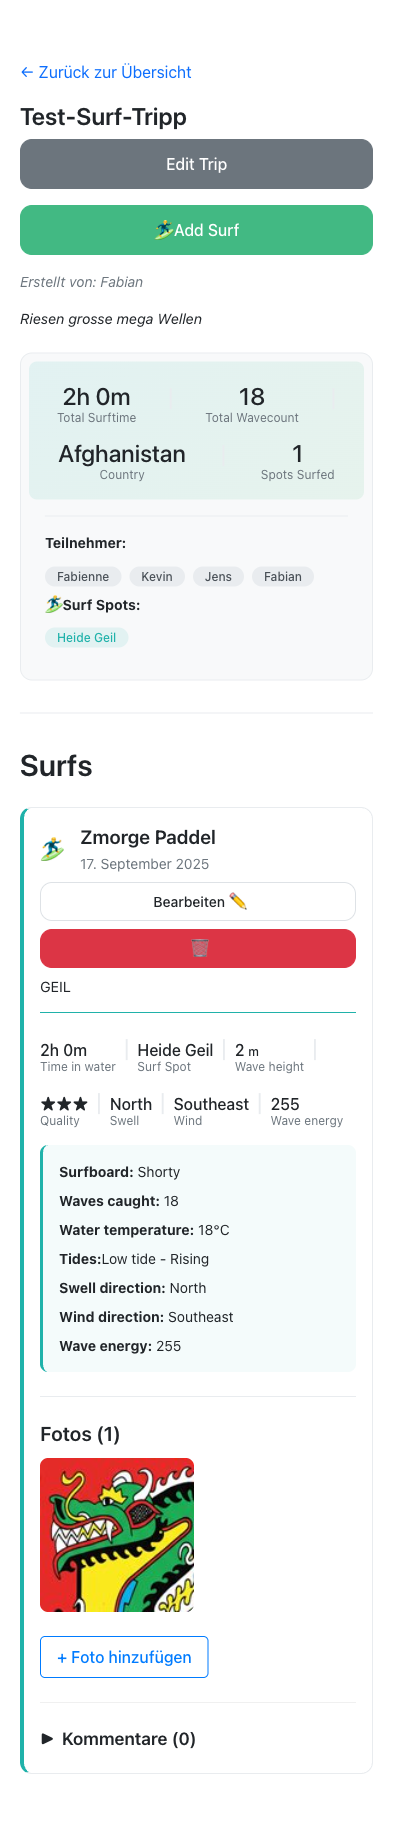 ← Zurück zur Übersicht
Test-Surf-Tripp
Edit Trip
🏄‍♂️Add Surf
Erstellt von: Fabian
Riesen grosse mega Wellen
2h 0m 18
Total Surftime Total Wavecount
Afghanistan 1
Country Spots Surfed
Teilnehmer:
Fabienne Kevin Jens Fabian
🏄‍♂️Surf Spots:
Heide Geil
Surfs
Zmorge Paddel
17. September 2025
Bearbeiten ✏️
GEIL
2h 0m Heide Geil 2 m
Time in water Surf Spot Wave height
★★★ North Southeast 255
Quality Swell Wind Wave energy
Surfboard: Shorty
Waves caught: 18
Water temperature: 18°C
Tides:Low tide - Rising
Swell direction: North
Wind direction: Southeast
Wave energy: 255
Fotos (1)
+ Foto hinzufügen
▶ Kommentare (0)